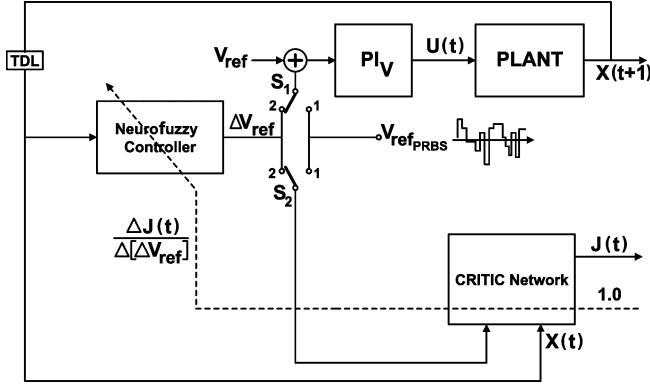 TDL
V_ref
+
PI_V
U(t)
PLANT
X(t+1)
S_1
2
1
Neurofuzzy
Controller
ΔV_ref
V_ref_PRBS
2
1
S_2
ΔJ(t)
Δ[ΔV_ref]
CRITIC Network
J(t)
1.0
X(t)